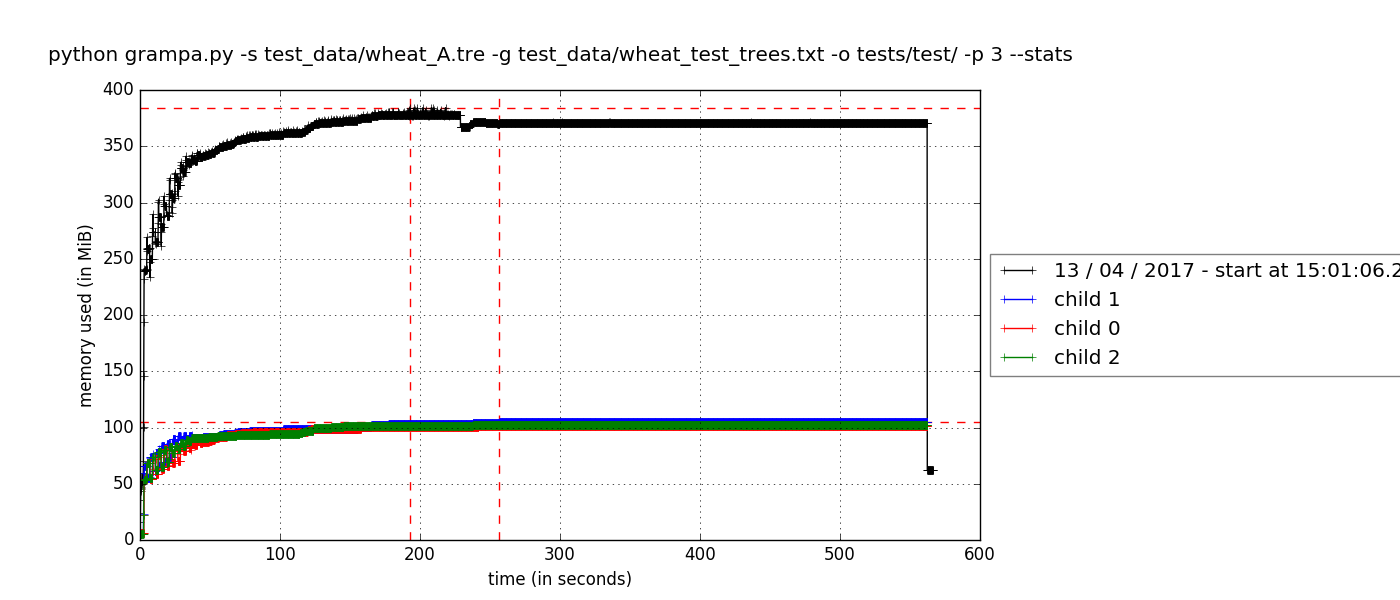 python grampa.py -s test_data/wheat_A.tre -g test_data/wheat_test_trees.txt -o tests/test/ -p 3 --stats
400
350
300
250
200
150
100
50
0
memory used (in MiB)
0 100 200 300 400 500 600
time (in seconds)
13 / 04 / 2017 - start at 15:01:06.2
child 1
child 0
child 2